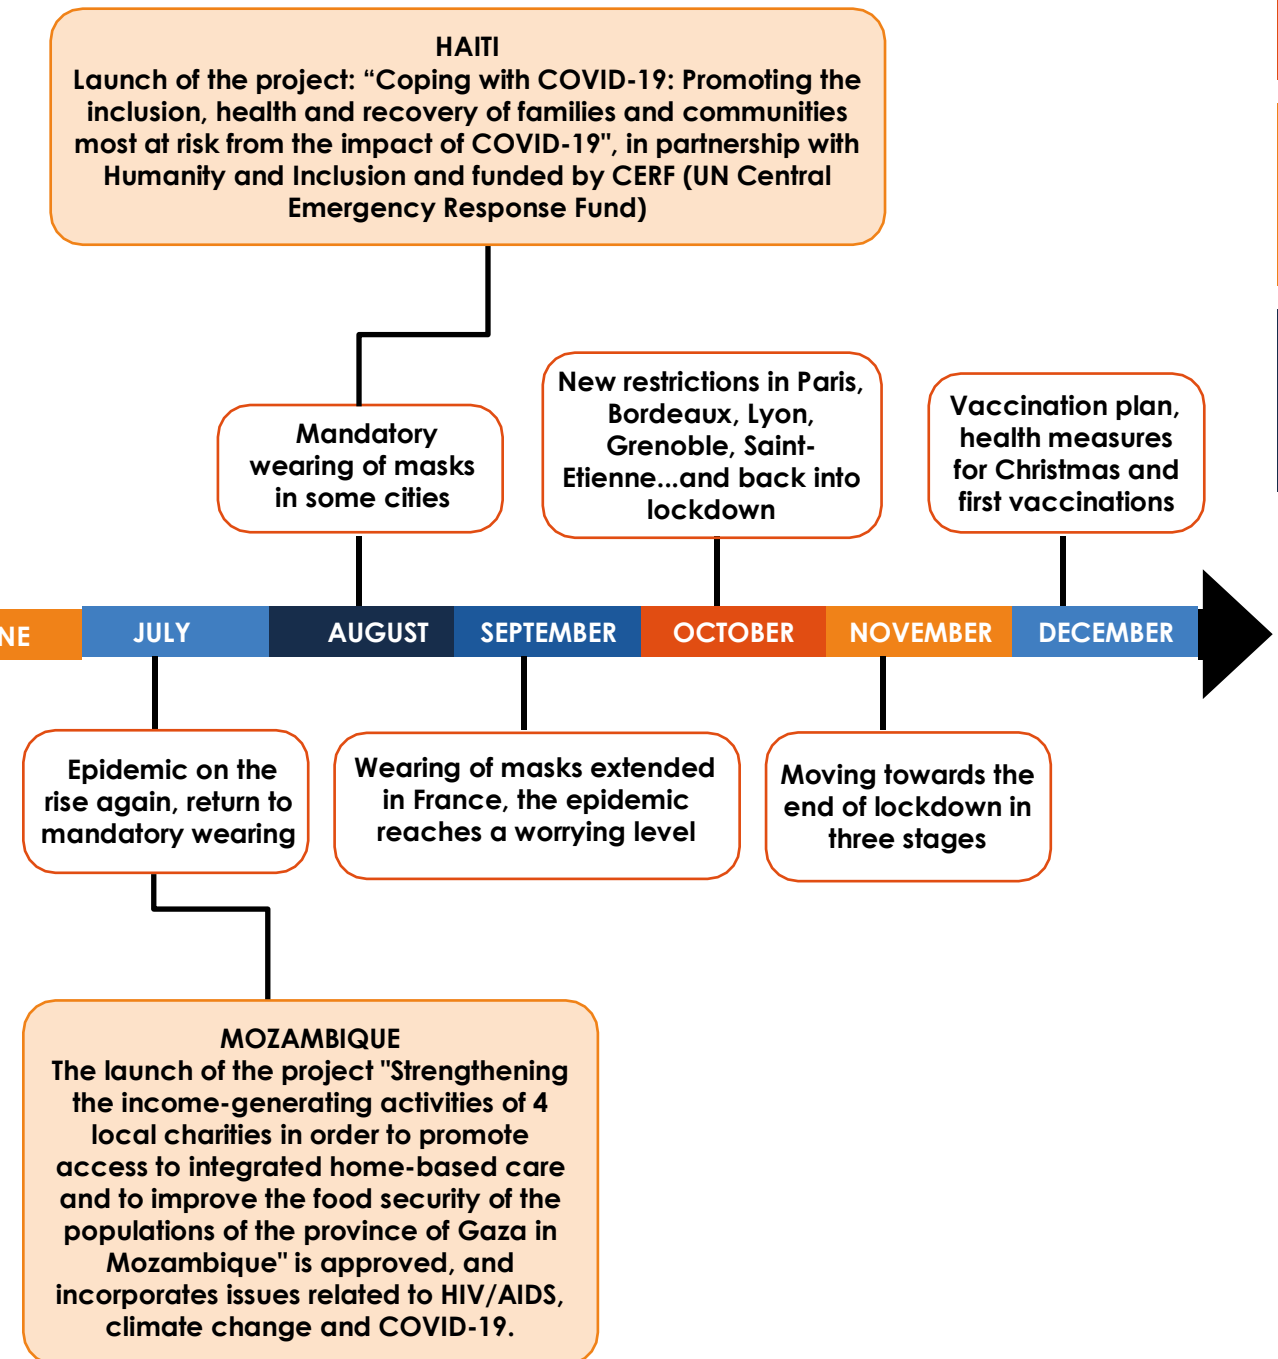 HAITI
Launch of the project: “Coping with COVID-19: Promoting the
inclusion, health and recovery of families and communities
most at risk from the impact of COVID-19", in partnership with
Humanity and Inclusion and funded by CERF (UN Central
Emergency Response Fund)
Mandatory
wearing of masks
in some cities
New restrictions in Paris,
Bordeaux, Lyon,
Grenoble, Saint-
Etienne...and back into
lockdown
Vaccination plan,
health measures
for Christmas and
first vaccinations
NE JULY AUGUST SEPTEMBER OCTOBER NOVEMBER DECEMBER
Epidemic on the
rise again, return to
mandatory wearing
Wearing of masks extended
in France, the epidemic
reaches a worrying level
Moving towards the
end of lockdown in
three stages
MOZAMBIQUE
The launch of the project "Strengthening
the income-generating activities of 4
local charities in order to promote
access to integrated home-based care
and to improve the food security of the
populations of the province of Gaza in
Mozambique" is approved, and
incorporates issues related to HIV/AIDS,
climate change and COVID-19.